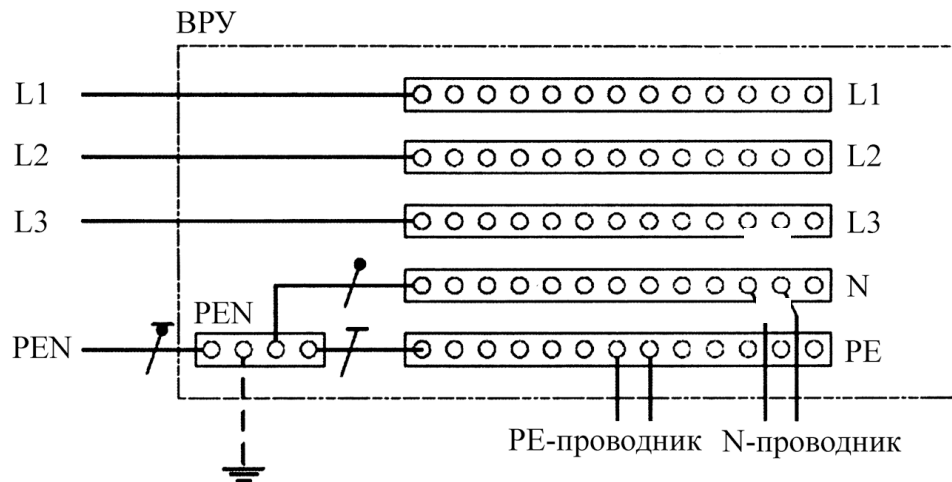 ВРУ
L1
L1
L2
L2
L3
L3
N
PEN
PEN
PE
PE-проводник
N-проводник